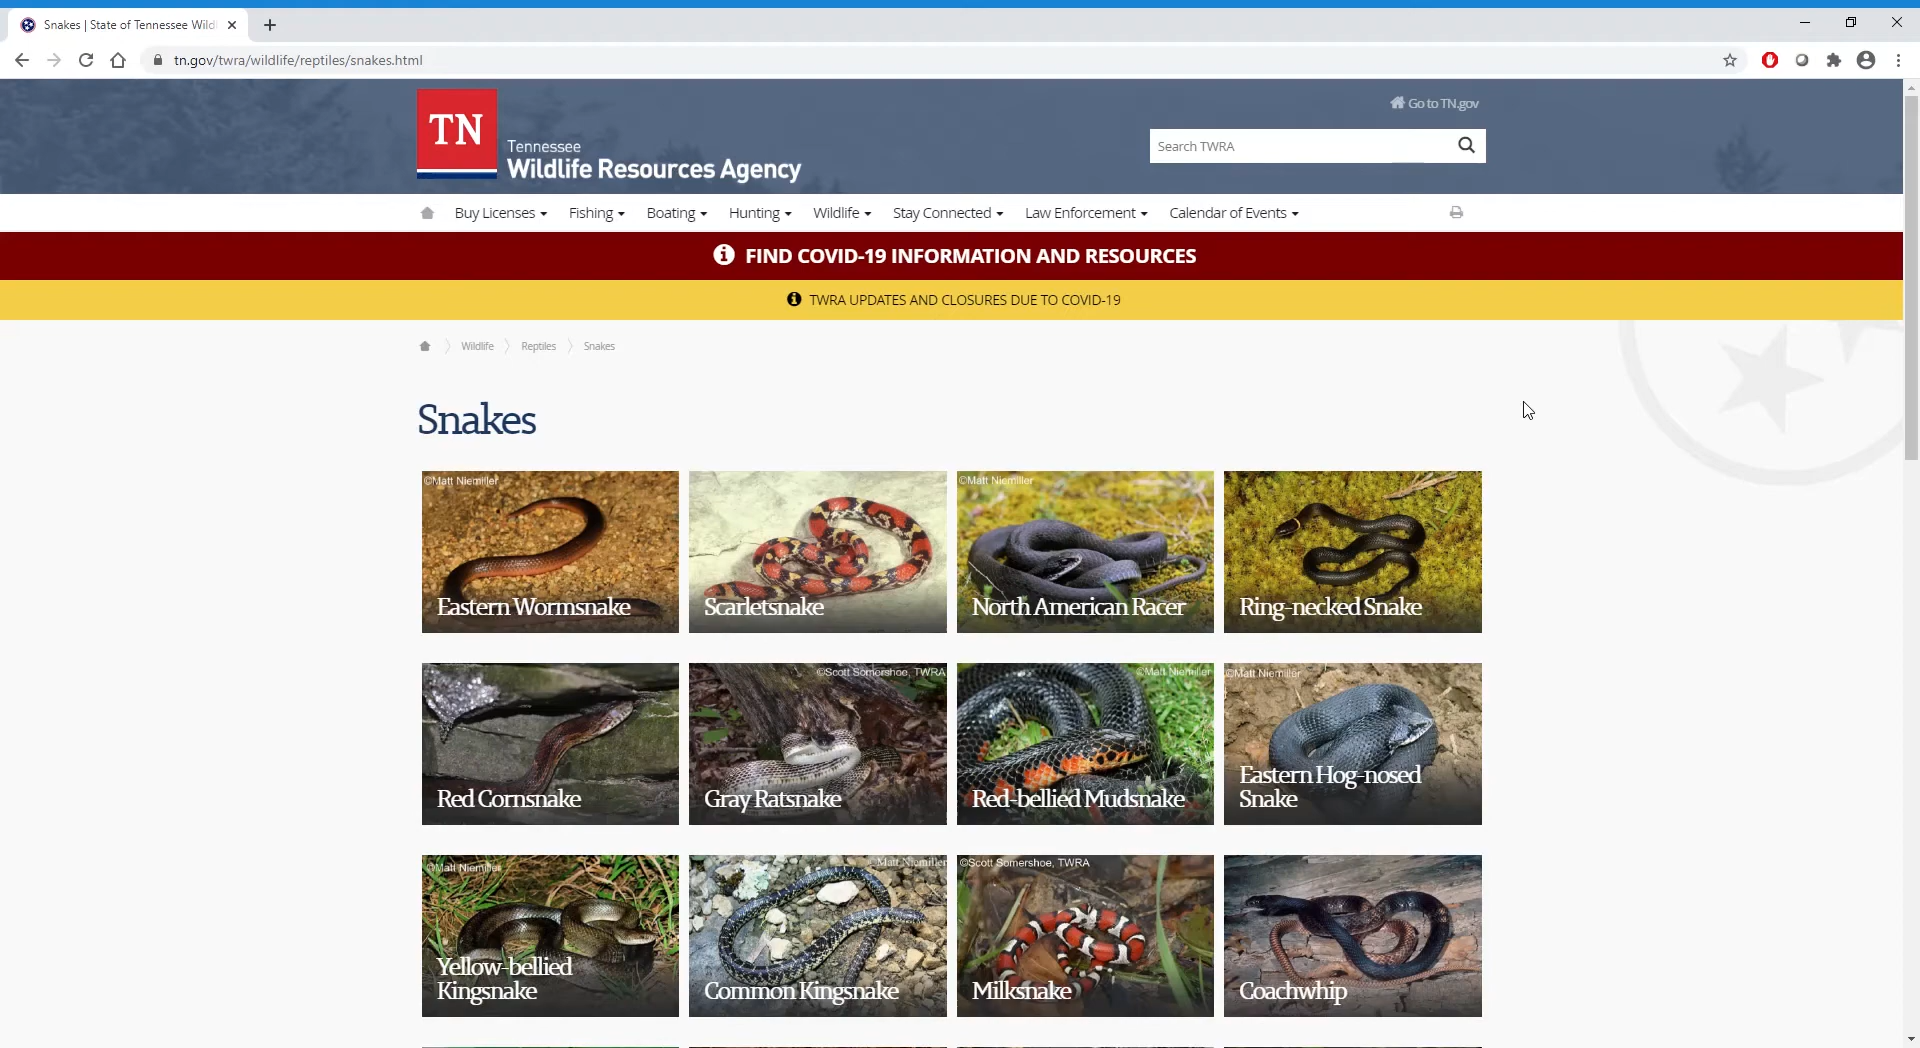 Snakes | State of Tennessee Wild
tn.gov/twra/wildlife/reptiles/snakes.html
Go to TN.gov
TN
Tennessee
Wildlife Resources Agency
Search TWRA
Buy Licenses Fishing Boating Hunting Wildlife Stay Connected Law Enforcement Calendar of Events
FIND COVID-19 INFORMATION AND RESOURCES
TWRA UPDATES AND CLOSURES DUE TO COVID-19
Wildlife Reptiles Snakes
Snakes
©Matt Niemiller
Eastern Wormsnake
Scarletsnake
©Matt Niemiller
North American Racer
Ring-necked Snake
Red Cornsnake
©Scott Somershoe, TWRA
Gray Ratsnake
©Matt Niemiller
Red-bellied Mudsnake
©Matt Niemiller
Eastern Hog-nosed
Snake
©Matt Niemiller
Yellow-bellied
Kingsnake
©Matt Niemiller
Common Kingsnake
©Scott Somershoe, TWRA
Milksnake
Coachwhip